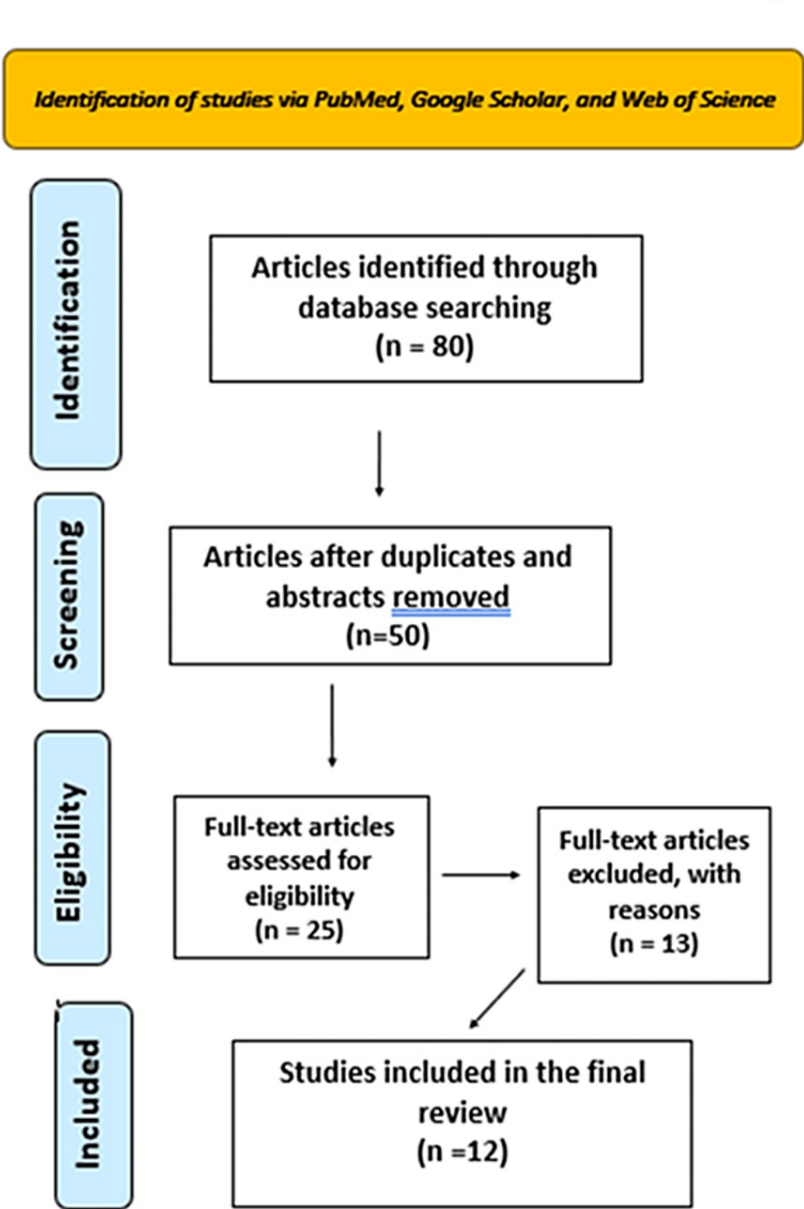 Identification of studies via PubMed, Google Scholar, and Web of Science
Identification
Articles identified through
database searching
(n = 80)
Screening
Articles after duplicates and
abstracts removed
(n=50)
Eligibility
Full-text articles
assessed for
eligibility
(n = 25)
Full-text articles
excluded, with
reasons
(n = 13)
Included
Studies included in the final
review
(n =12)